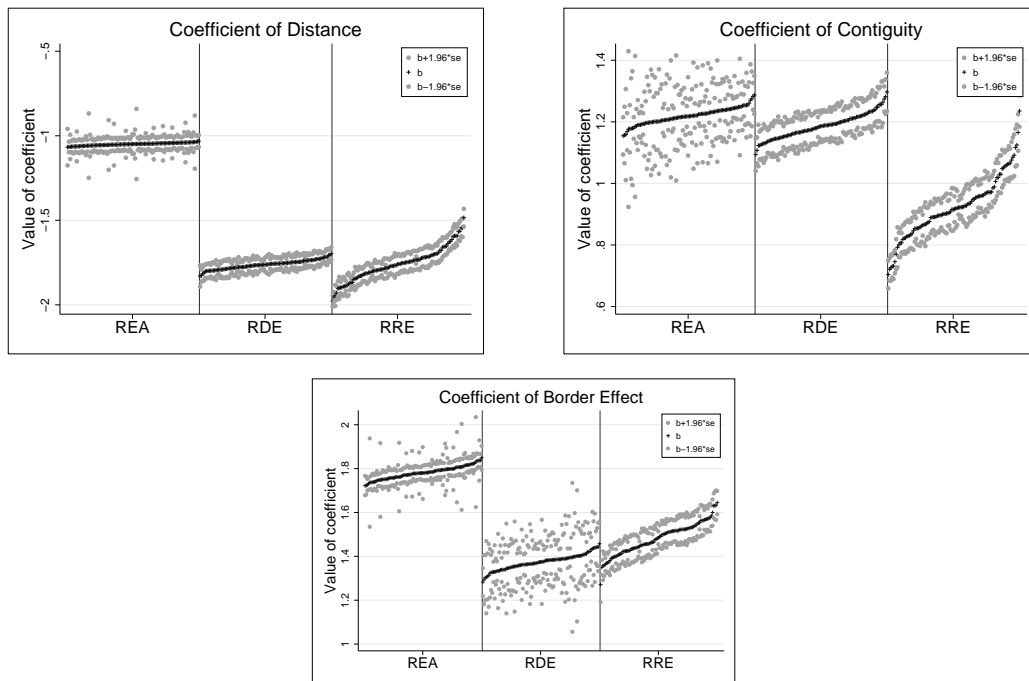 Coefficient of Distance
b+1.96*se
b
b−1.96*se
Value of coefficient
-.5
-1
-1.5
-2
REA RDE RRE
Coefficient of Contiguity
b+1.96*se
b
b−1.96*se
Value of coefficient
1.4
1.2
1
.8
.6
REA RDE RRE
Coefficient of Border Effect
b+1.96*se
b
b−1.96*se
Value of coefficient
2
1.8
1.6
1.4
1.2
1
REA RDE RRE